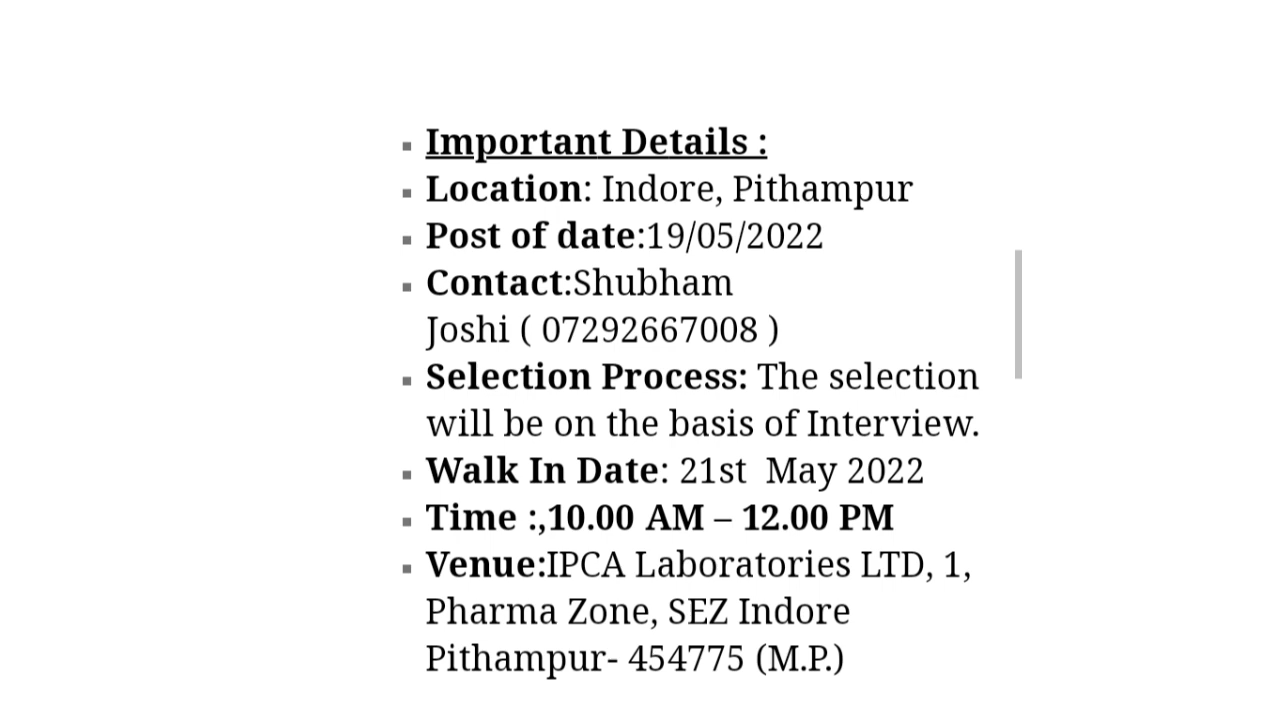 Important Details :
Location: Indore, Pithampur
Post of date:19/05/2022
Contact:Shubham
Joshi ( 07292667008 )
Selection Process: The selection
will be on the basis of Interview.
Walk In Date: 21st  May 2022
Time :,10.00 AM – 12.00 PM
Venue:IPCA Laboratories LTD, 1,
Pharma Zone, SEZ Indore
Pithampur- 454775 (M.P.)